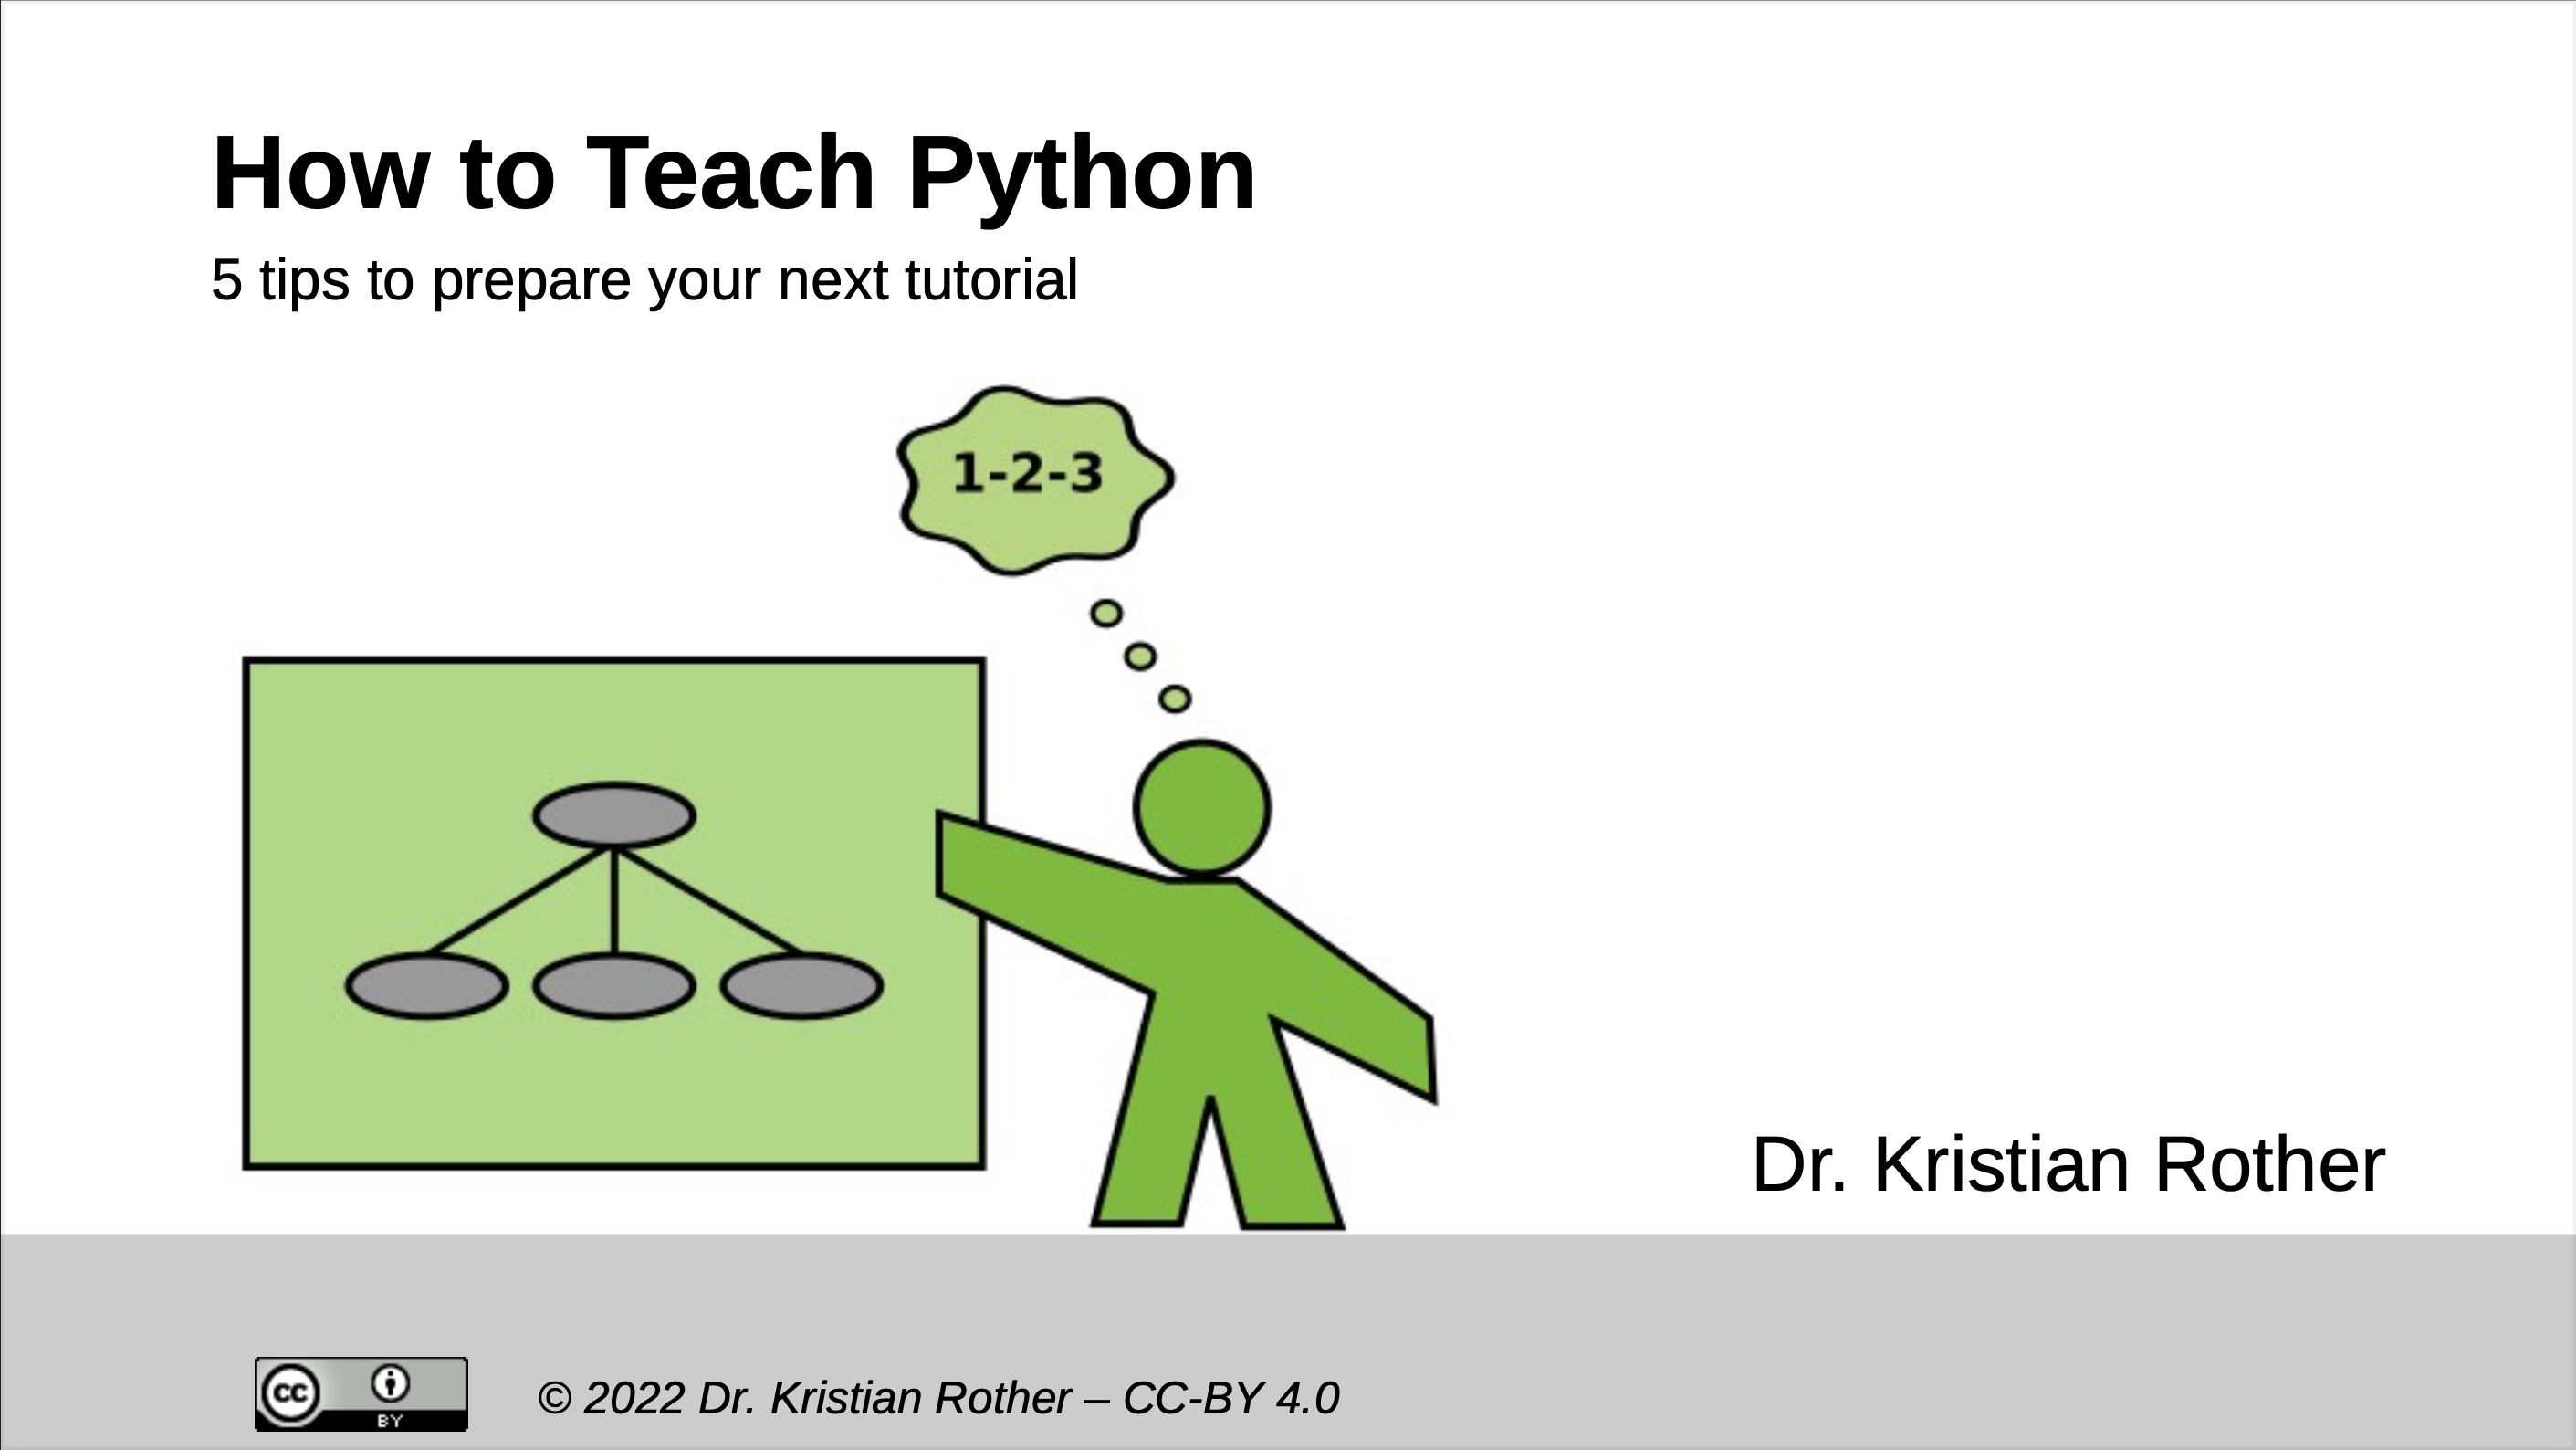 How to Teach Python
5 tips to prepare your next tutorial
1-2-3
Dr. Kristian Rother
cc
BY
© 2022 Dr. Kristian Rother – CC-BY 4.0